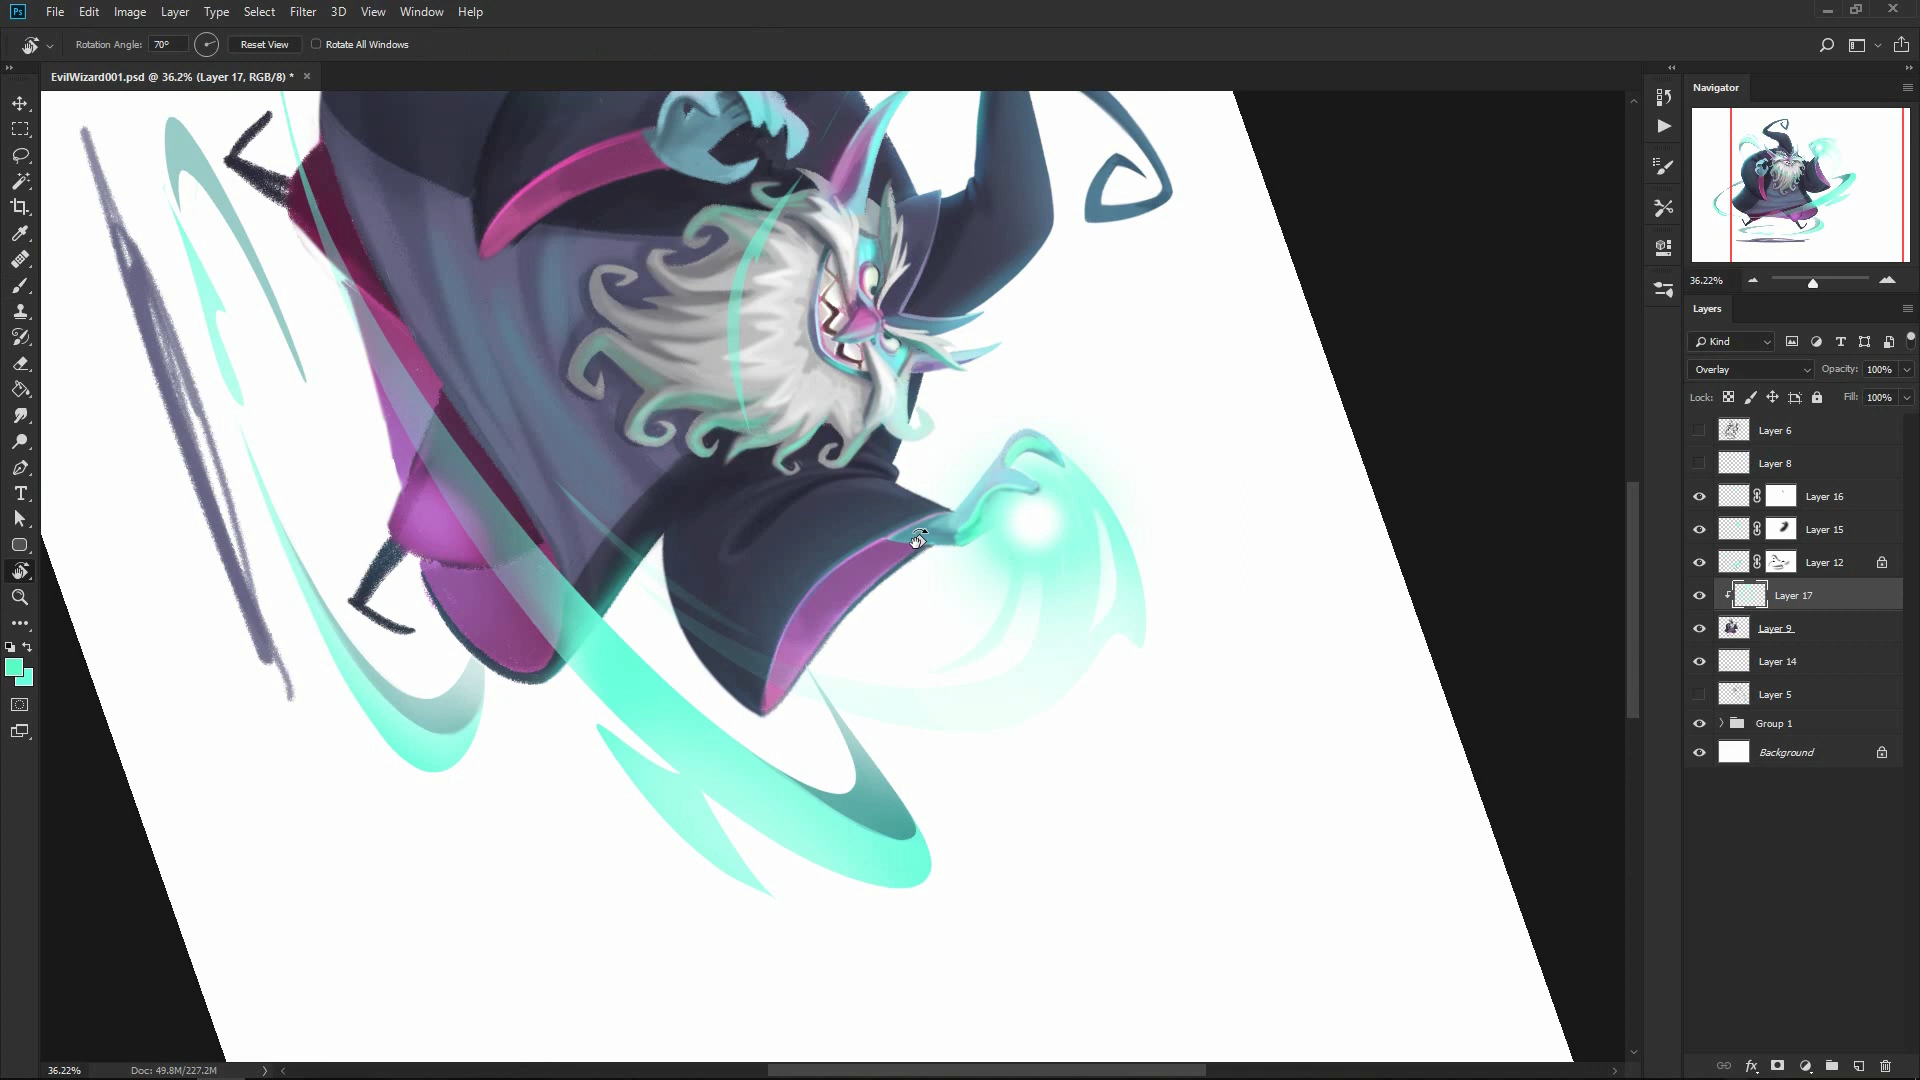 Ps File Edit Image Layer Type Select Filter 3D View Window Help
Rotation Angle: 70° Reset View Rotate All Windows
EvilWizard001.psd @ 36.2% (Layer 17, RGB/8) * ×
Navigator
36.22%
Layers
Kind
Overlay Opacity: 100%
Lock: Fill: 100%
Layer 6
Layer 8
Layer 16
Layer 15
Layer 12
Layer 17
Layer 9
Layer 14
Layer 5
Group 1
Background
36.22% Doc: 49.8M/227.2M